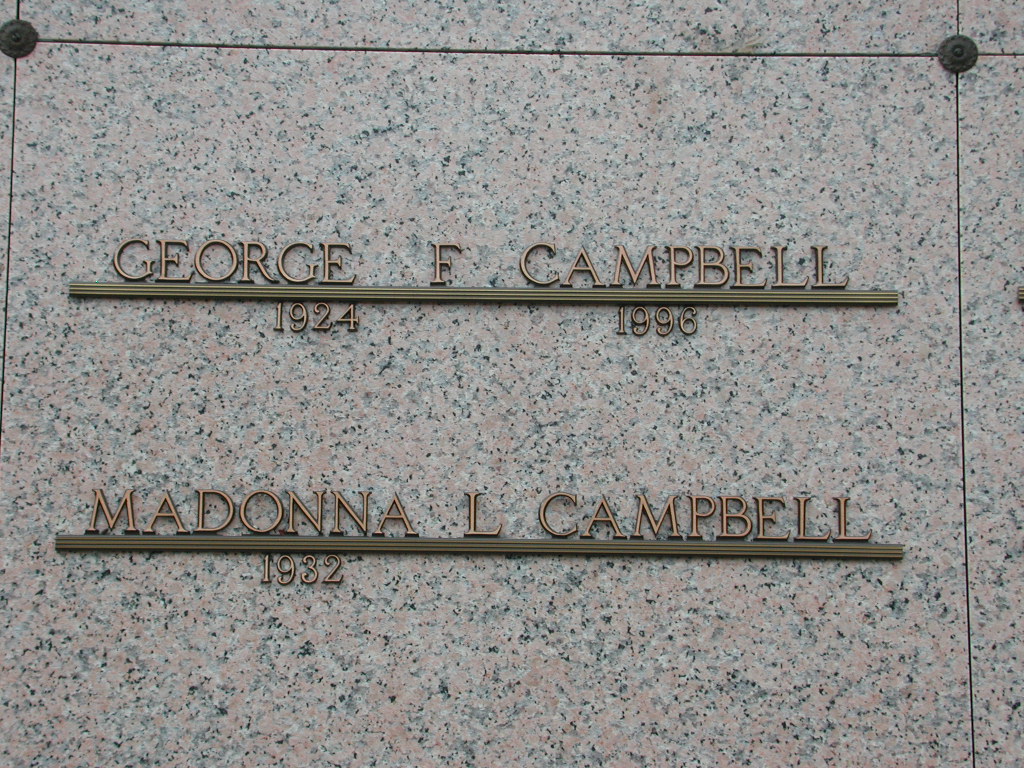 GEORGE F CAMPBELL
1924 1996
MADONNA L CAMPBELL
1932